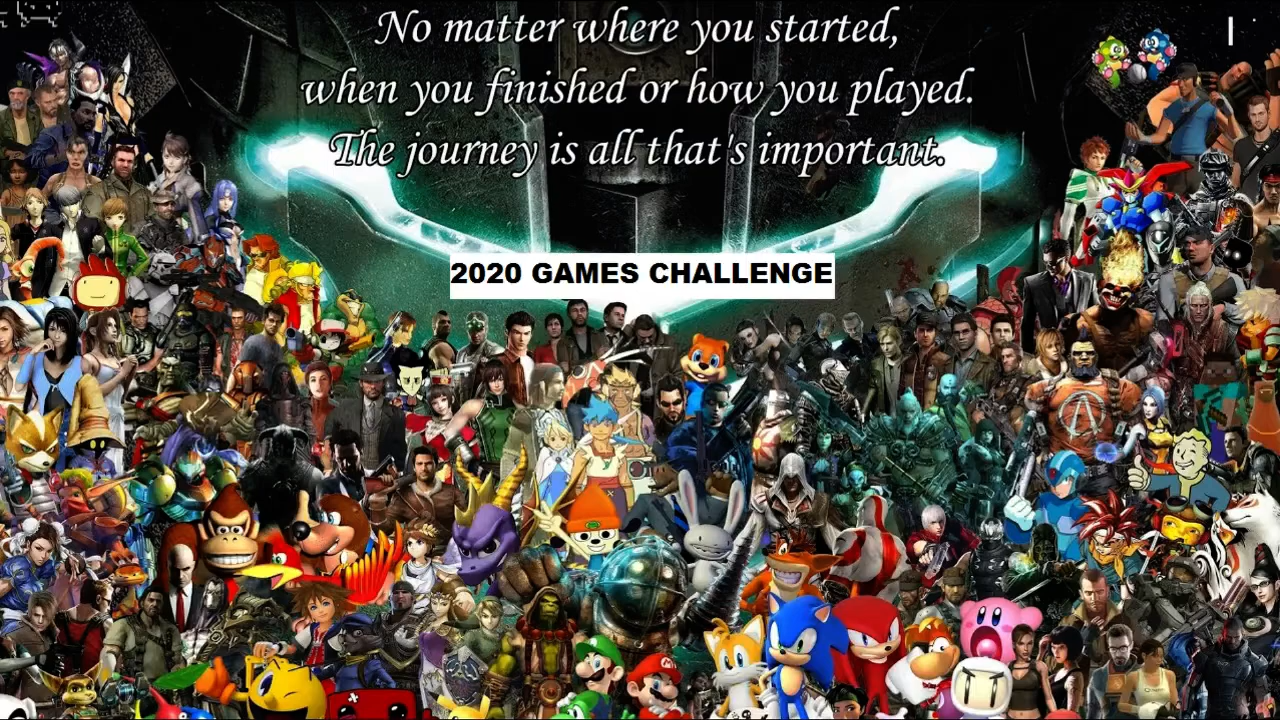 No matter where you started,
when you finished or how you played.
The journey is all that's important.
2020 GAMES CHALLENGE